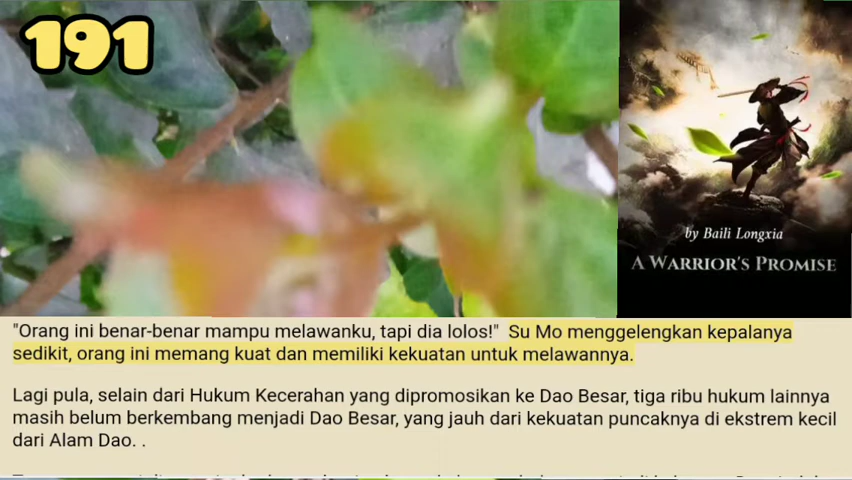 191
by Baili Longxia
A WARRIOR'S PROMISE
"Orang ini benar-benar mampu melawanku, tapi dia lolos!" Su Mo menggelengkan kepalanya
sedikit, orang ini memang kuat dan memiliki kekuatan untuk melawannya.
Lagi pula, selain dari Hukum Kecerahan yang dipromosikan ke Dao Besar, tiga ribu hukum lainnya
masih belum berkembang menjadi Dao Besar, yang jauh dari kekuatan puncaknya di ekstrem kecil
dari Alam Dao. .